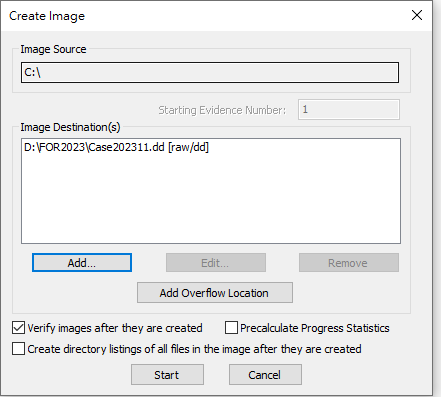 Create Image
Image Source
C:\
Starting Evidence Number: 1
Image Destination(s)
D:\FOR2023\Case202311.dd [raw/dd]
Add... Edit... Remove
Add Overflow Location
Verify images after they are created Precalculate Progress Statistics
Create directory listings of all files in the image after they are created
Start Cancel